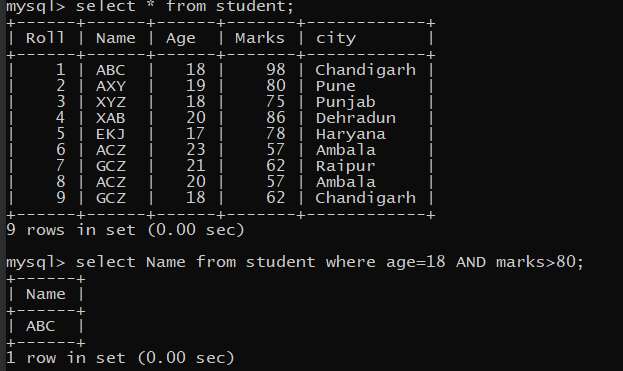 mysql> select * from student;
+------+------+------+-------+------------+
| Roll | Name | Age  | Marks | city       |
+------+------+------+-------+------------+
|    1 | ABC  |   18 |    98 | Chandigarh |
|    2 | AXY  |   19 |    80 | Pune       |
|    3 | XYZ  |   18 |    75 | Punjab     |
|    4 | XAB  |   20 |    86 | Dehradun   |
|    5 | EKJ  |   17 |    78 | Haryana    |
|    6 | ACZ  |   23 |    57 | Ambala     |
|    7 | GCZ  |   21 |    62 | Raipur     |
|    8 | ACZ  |   20 |    57 | Ambala     |
|    9 | GCZ  |   18 |    62 | Chandigarh |
+------+------+------+-------+------------+
9 rows in set (0.00 sec)
mysql> select Name from student where age=18 AND marks>80;
+------+
| Name |
+------+
| ABC  |
+------+
1 row in set (0.00 sec)